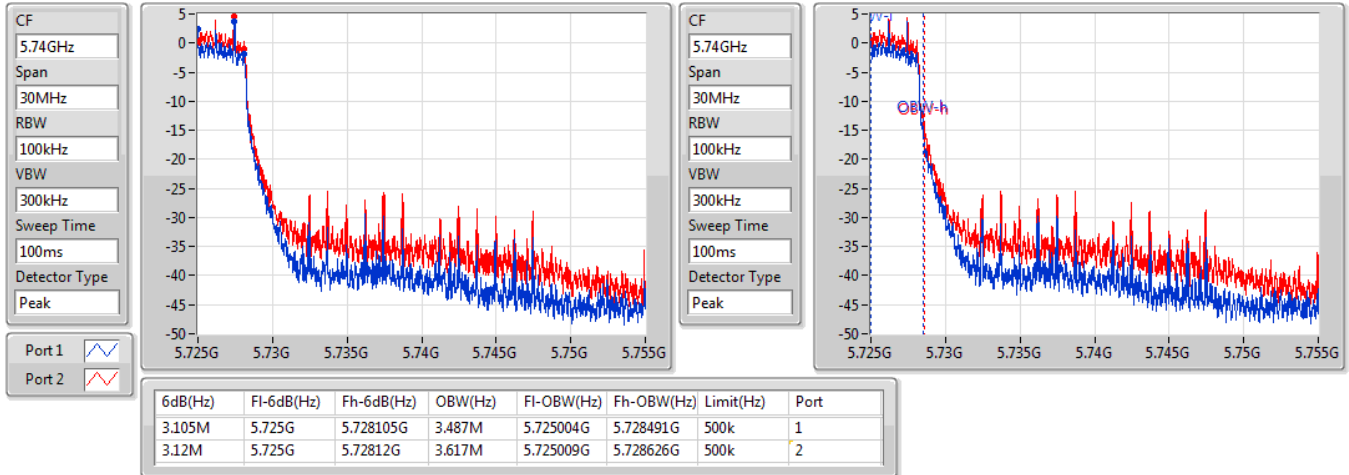 CF
5.74GHz
Span
30MHz
RBW
100kHz
VBW
300kHz
Sweep Time
100ms
Detector Type
Peak
Port 1
Port 2
5-
0-
-5-
-10-
-15-
-20-
-25-
-30-
-35-
-40-
-45-
-50-
5.725G 5.73G 5.735G 5.74G 5.745G 5.75G 5.755G
CF
5.74GHz
Span
30MHz
RBW
100kHz
VBW
300kHz
Sweep Time
100ms
Detector Type
Peak
5-
0-
-5-
-10-
-15-
-20-
-25-
-30-
-35-
-40-
-45-
-50-
OBW-h
5.725G 5.73G 5.735G 5.74G 5.745G 5.75G 5.755G
6dB(Hz) Fl-6dB(Hz) Fh-6dB(Hz) OBW(Hz) Fl-OBW(Hz) Fh-OBW(Hz) Limit(Hz) Port
3.105M 5.725G 5.728105G 3.487M 5.725004G 5.728491G 500k 1
3.12M 5.725G 5.72812G 3.617M 5.725009G 5.728626G 500k 2